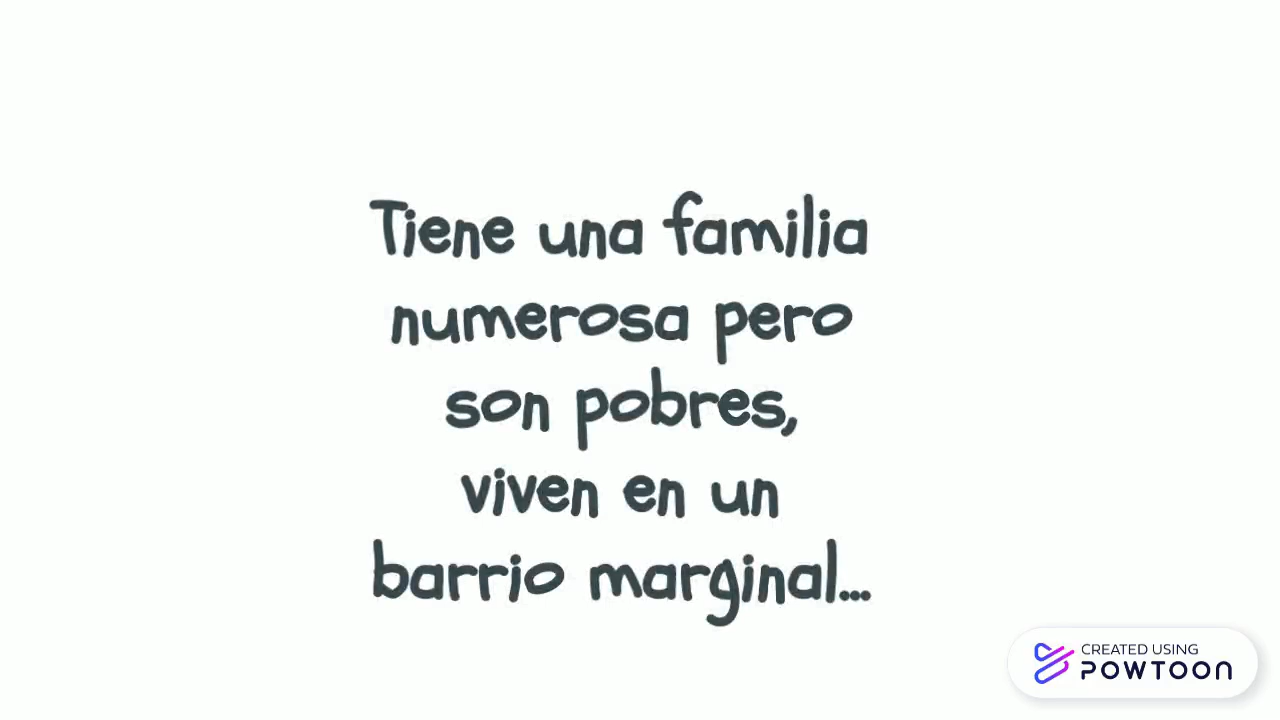 Tiene una familia
numerosa pero
son pobres,
viven en un
barrio marginal...
CREATED USING
POWTOON